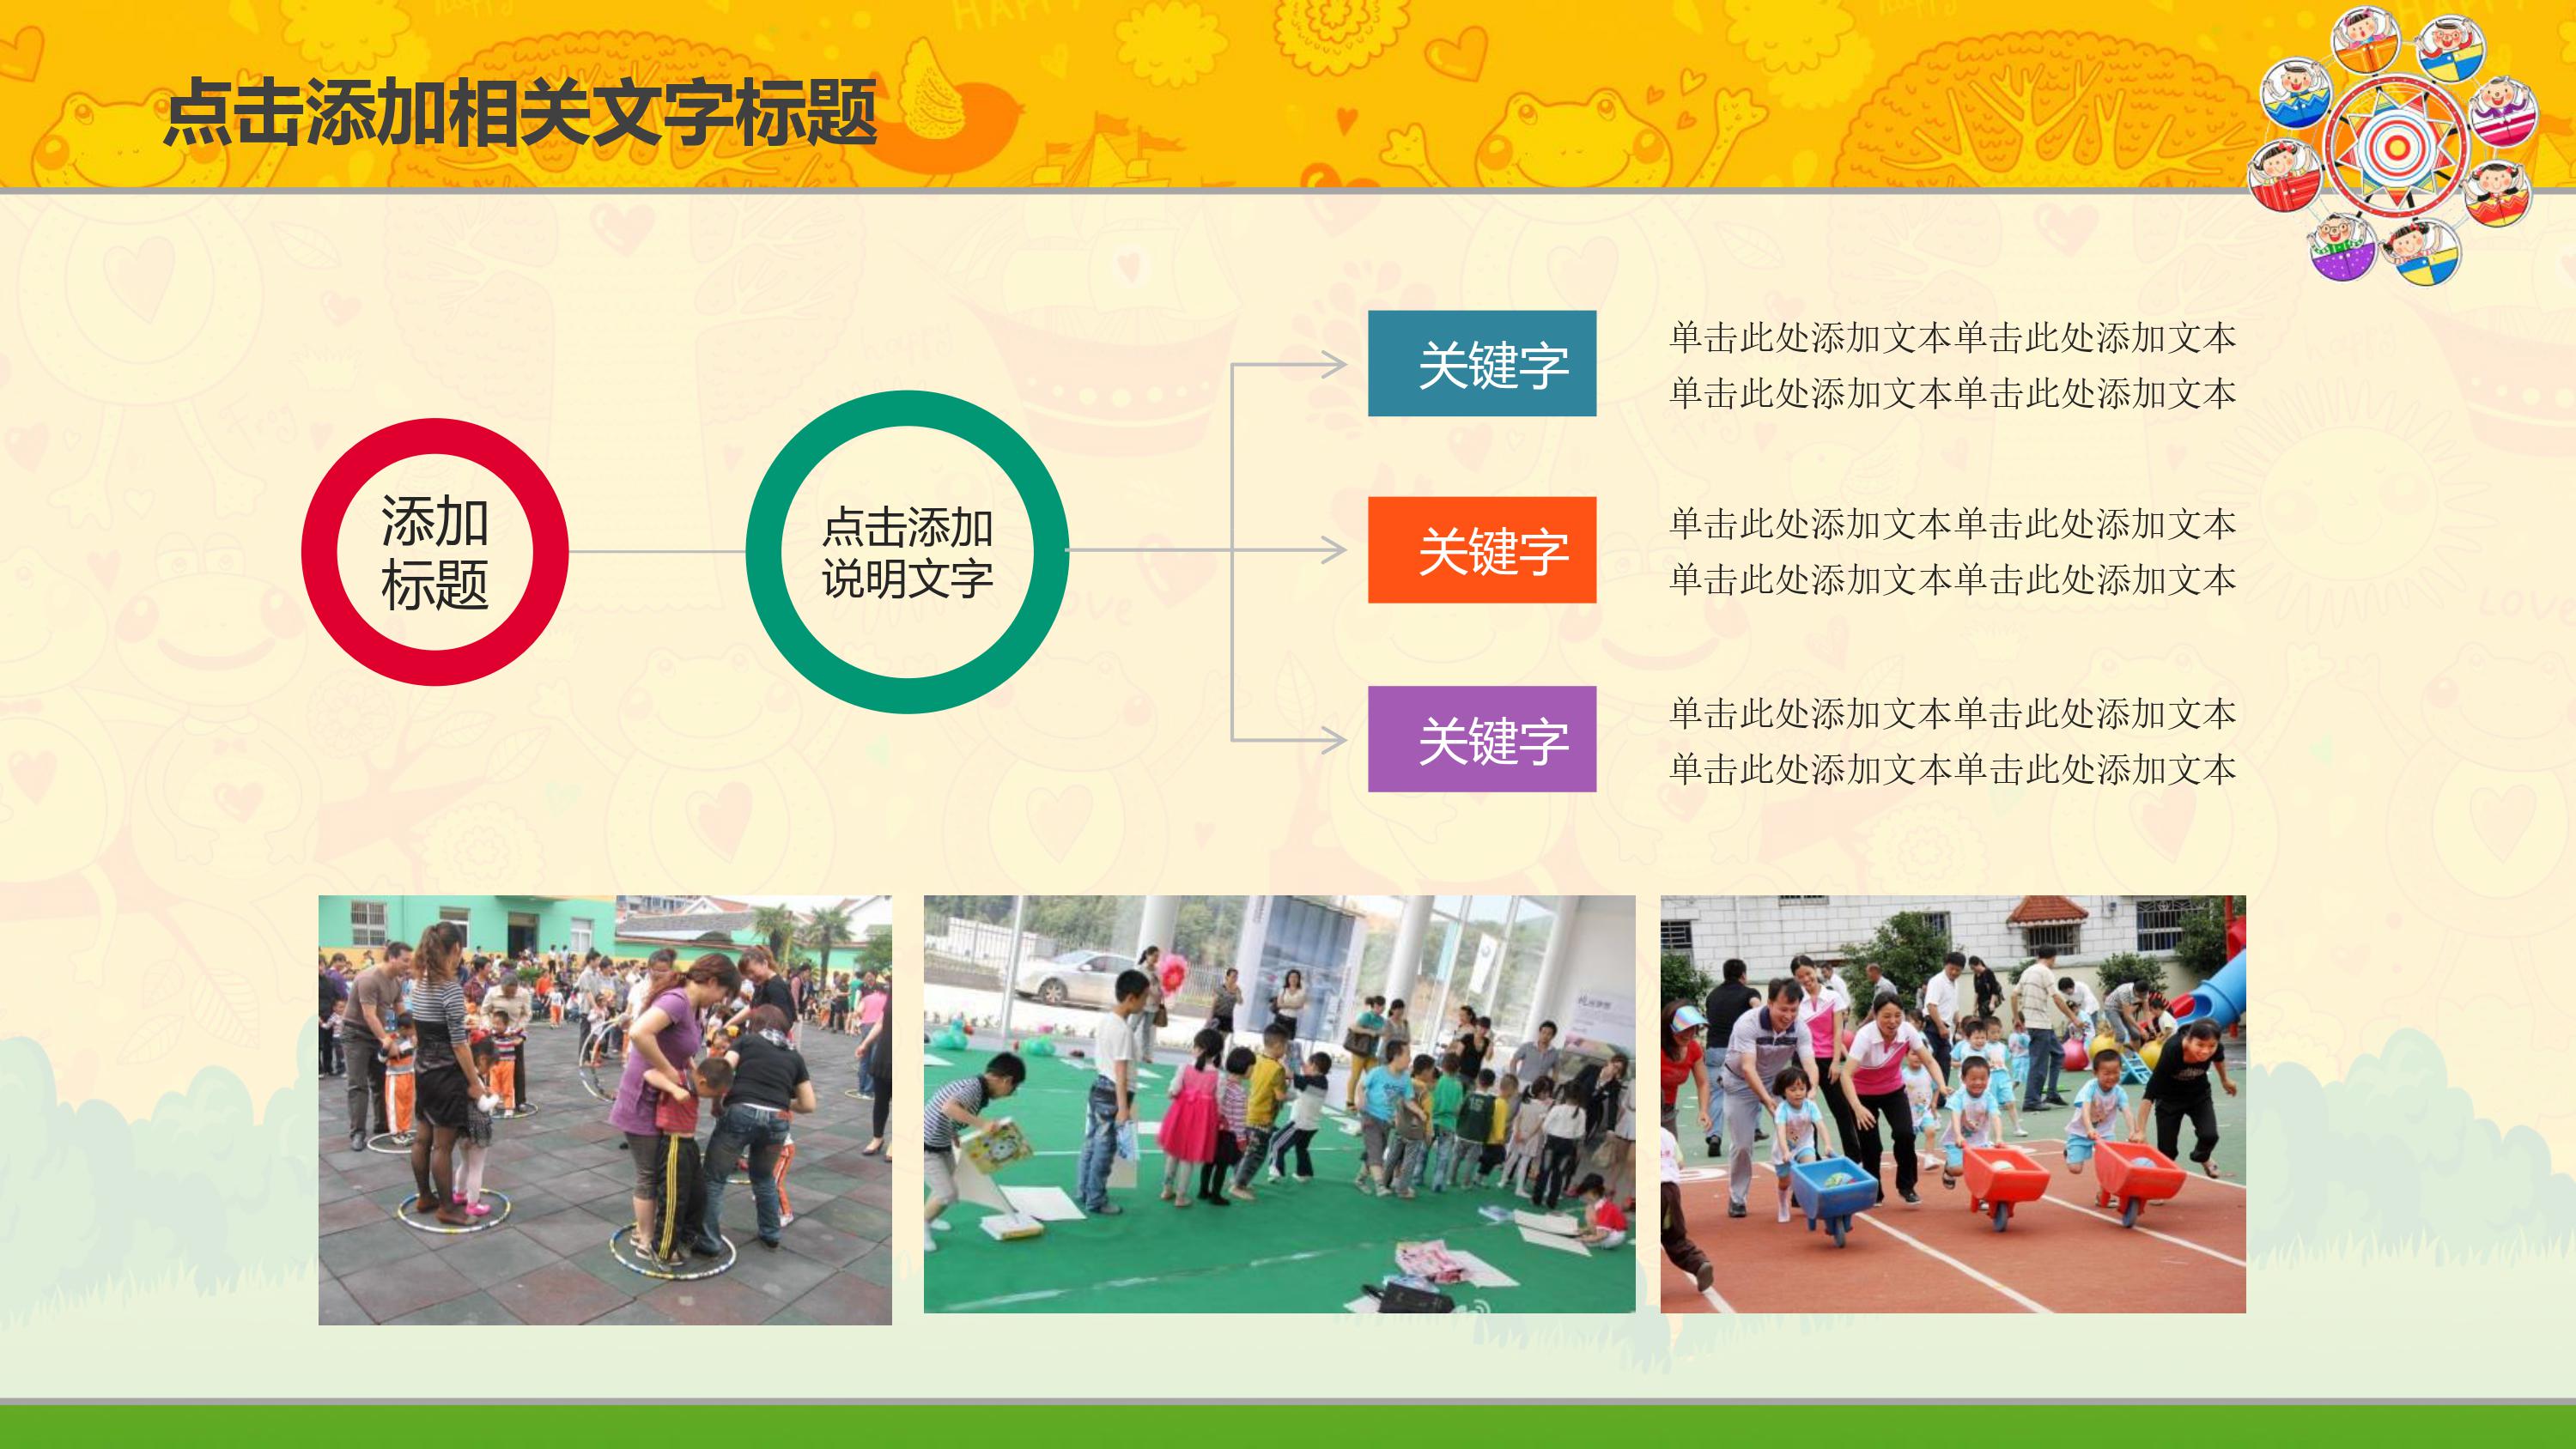 点击添加相关文字标题
添加
标题
点击添加
说明文字
关键字
单击此处添加文本单击此处添加文本
单击此处添加文本单击此处添加文本
关键字
单击此处添加文本单击此处添加文本
单击此处添加文本单击此处添加文本
关键字
单击此处添加文本单击此处添加文本
单击此处添加文本单击此处添加文本